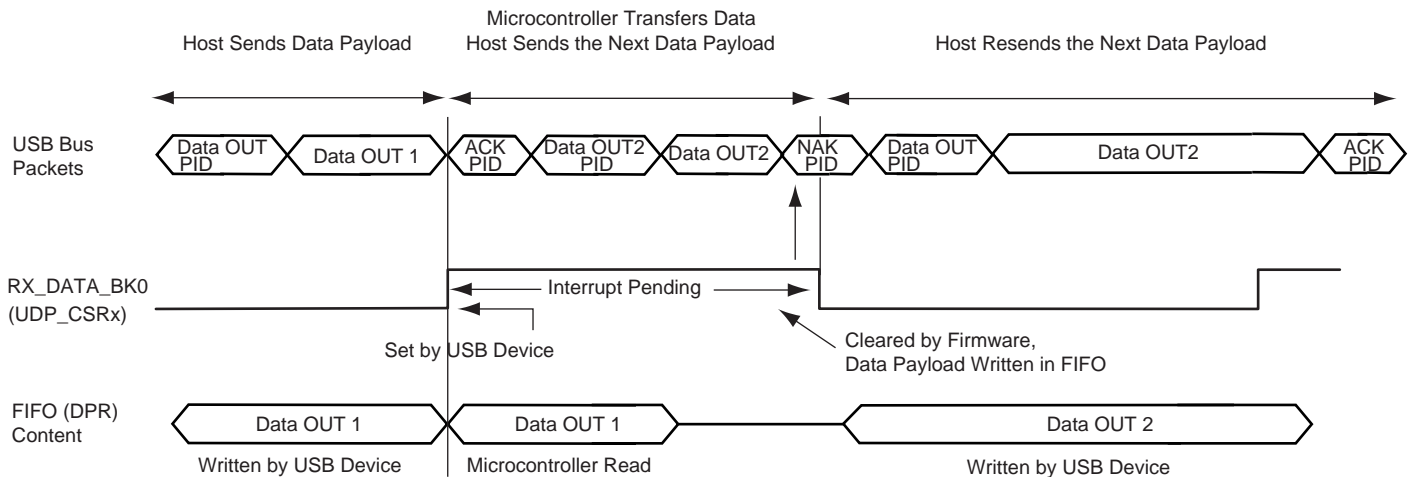 Host Sends Data Payload
Microcontroller Transfers Data
Host Sends the Next Data Payload
Host Resends the Next Data Payload
USB Bus
Packets
Data OUT
PID
Data OUT 1
ACK
PID
Data OUT2
PID
Data OUT2
NAK
PID
Data OUT
PID
Data OUT2
ACK
PID
RX_DATA_BK0
(UDP_CSRx)
Interrupt Pending
Set by USB Device
Cleared by Firmware,
Data Payload Written in FIFO
FIFO (DPR)
Content
Data OUT 1
Data OUT 1
Data OUT 2
Written by USB Device
Microcontroller Read
Written by USB Device